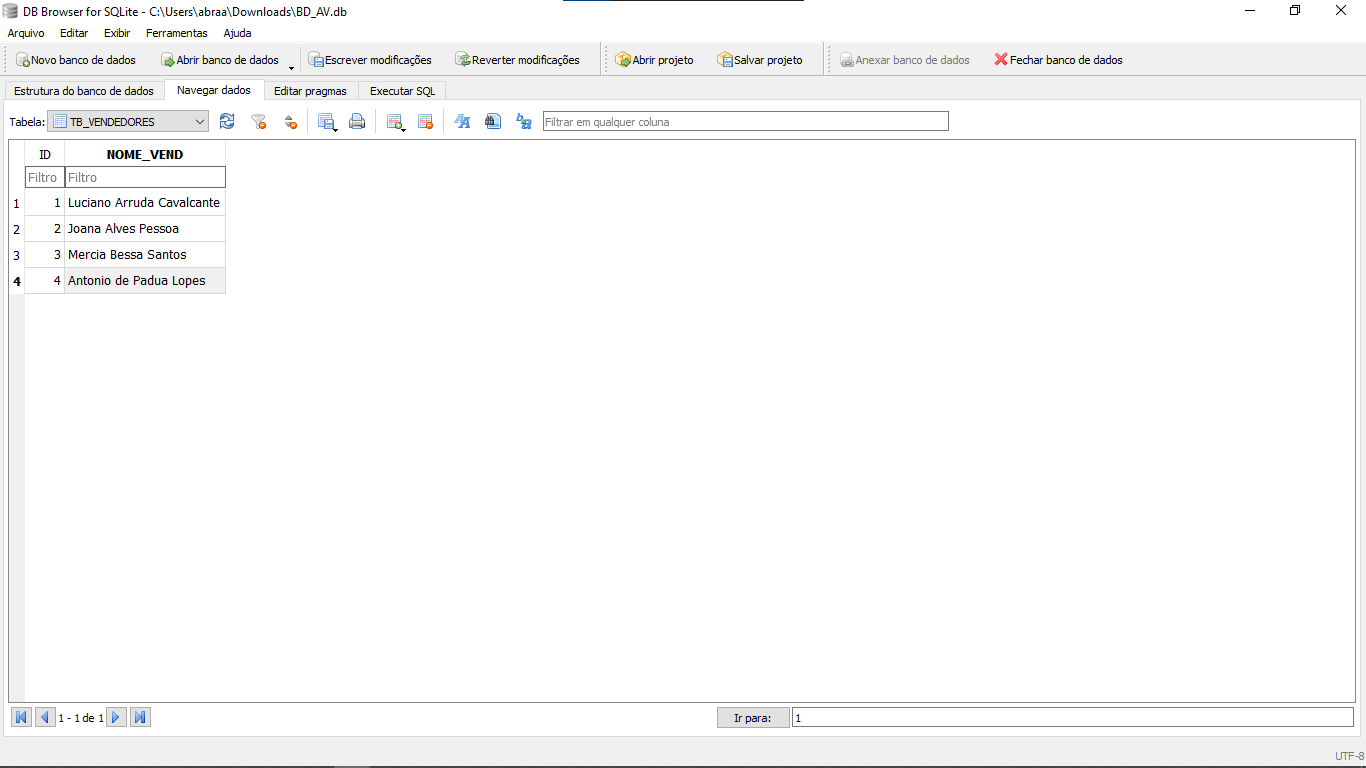 DB Browser for SQLite - C:\Users\abraa\Downloads\BD_AV.db
Arquivo Editar Exibir Ferramentas Ajuda
Novo banco de dados Abrir banco de dados Escrever modificações Reverter modificações Abrir projeto Salvar projeto Anexar banco de dados Fechar banco de dados
Estrutura do banco de dados Navegar dados Editar pragmas Executar SQL
Tabela: TB_VENDEDORES Filtrar em qualquer coluna
ID NOME_VEND
Filtro Filtro
1 1 Luciano Arruda Cavalcante
2 2 Joana Alves Pessoa
3 3 Mercia Bessa Santos
4 4 Antonio de Padua Lopes
1 - 1 de 1 Ir para: 1
UTF-8